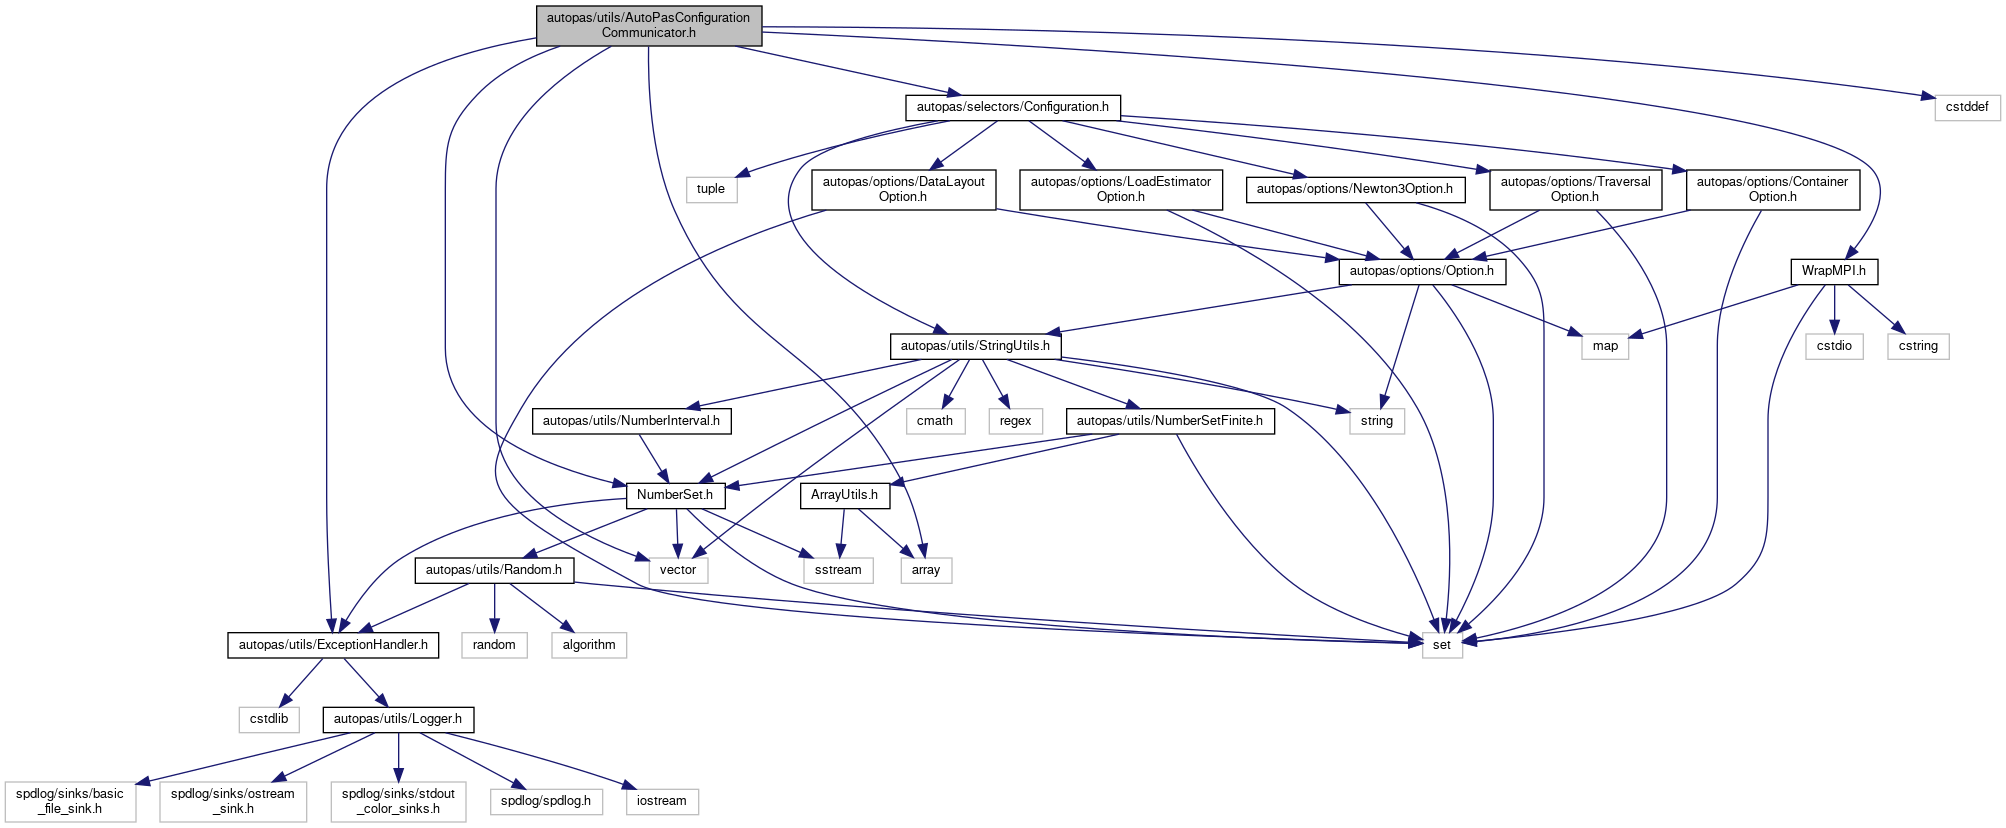 autopas/utils/AutoPasConfiguration
Communicator.h
autopas/selectors/Configuration.h
cstddef
tuple
autopas/options/DataLayout
Option.h
autopas/options/LoadEstimator
Option.h
autopas/options/Newton3Option.h
autopas/options/Traversal
Option.h
autopas/options/Container
Option.h
autopas/options/Option.h
WrapMPI.h
autopas/utils/StringUtils.h
map
cstdio
cstring
autopas/utils/NumberInterval.h
cmath
regex
autopas/utils/NumberSetFinite.h
string
NumberSet.h
ArrayUtils.h
autopas/utils/Random.h
vector
sstream
array
autopas/utils/ExceptionHandler.h
random
algorithm
set
cstdlib
autopas/utils/Logger.h
spdlog/sinks/basic
_file_sink.h
spdlog/sinks/ostream
_sink.h
spdlog/sinks/stdout
_color_sinks.h
spdlog/spdlog.h
iostream